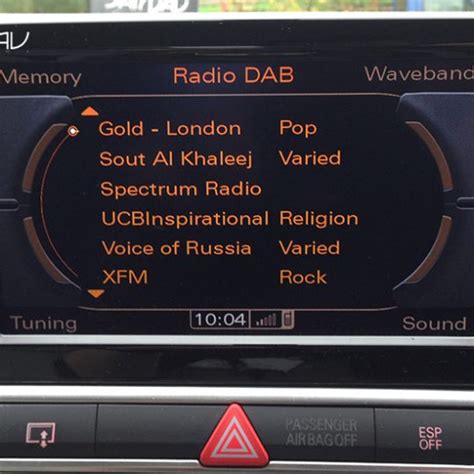 Memory Radio DAB Waveband
Gold - London Pop
Sout Al Khaleej Varied
Spectrum Radio
UCBInspirational Religion
Voice of Russia Varied
XFM Rock
Tuning 10:04 Sound
PASSENGER
AIR BAG OFF
ESP
OFF